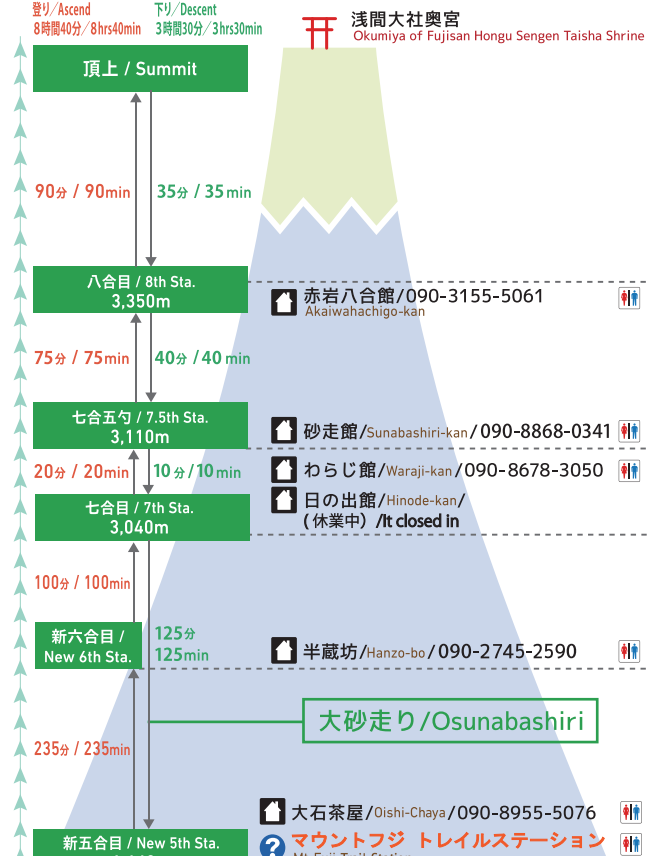 登り/Ascend
8時間40分/8hrs40min
下り/Descent
3時間30分/3hrs30min
浅間大社奥宮
Okumiya of Fujisan Hongu Sengen Taisha Shrine
頂上 / Summit
90分 / 90min
35分 / 35min
八合目 / 8th Sta.
3,350m
赤岩八合館/090-3155-5061
Akaiwahachigo-kan
75分 / 75min
40分 /40 min
七合五勺 / 7.5th Sta.
3,110m
砂走館/Sunabashiri-kan/090-8868-0341
20分 / 20min
10 分/10 min
わらじ館/Waraji-kan/090-8678-3050
七合目 / 7th Sta.
3,040m
日の出館/Hinode-kan/
(休業中) /It closed in
100分 / 100min
新六合目 /
New 6th Sta.
125分
125min
半蔵坊/Hanzo-bo/090-2745-2590
大砂走り/Osunabashiri
235分 / 235min
大石茶屋/Oishi-Chaya/090-8955-5076
新五合目 / New 5th Sta.
? マウントフジ トレイルステーション
Mt Fuji Trail Station